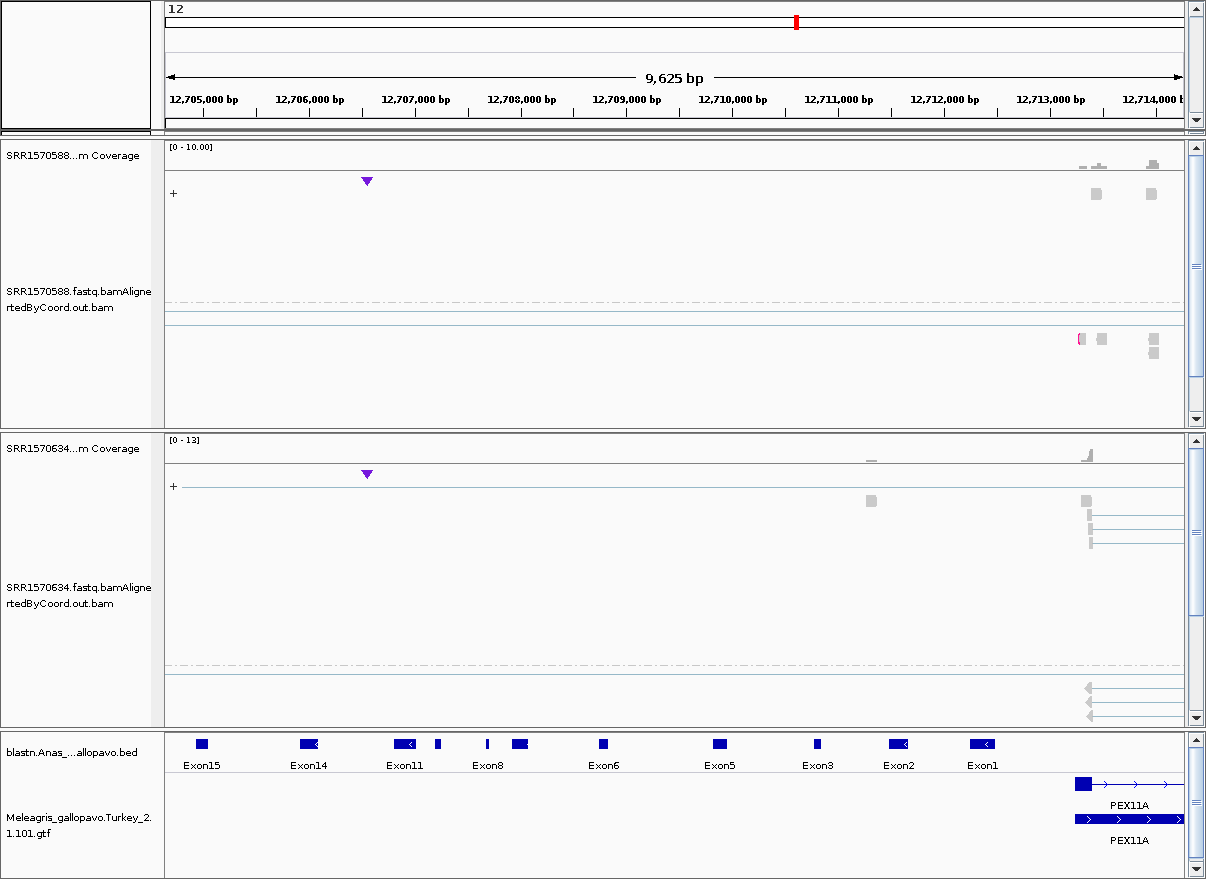 12
9,625 bp
12,705,000 bp 12,706,000 bp 12,707,000 bp 12,708,000 bp 12,709,000 bp 12,710,000 bp 12,711,000 bp 12,712,000 bp 12,713,000 bp 12,714,000 b
SRR1570588...m Coverage
[0 - 10.00]
+
SRR1570588.fastq.bamAligne
rtedByCoord.out.bam
SRR1570634...m Coverage
[0 - 13]
+
SRR1570634.fastq.bamAligne
rtedByCoord.out.bam
blastn.Anas_...allopavo.bed
Exon15 Exon14 Exon11 Exon8 Exon6 Exon5 Exon3 Exon2 Exon1
Meleagris_gallopavo.Turkey_2.
1.101.gtf
PEX11A
PEX11A